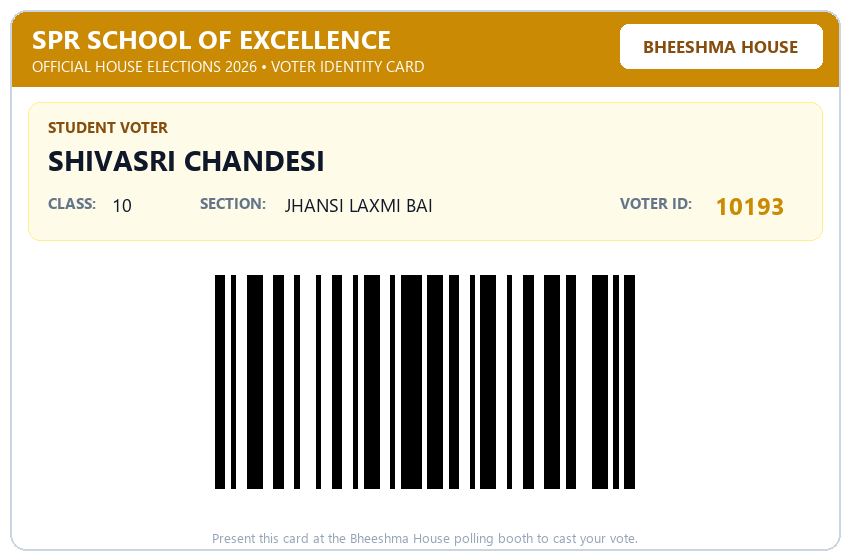 SPR SCHOOL OF EXCELLENCE
OFFICIAL HOUSE ELECTIONS 2026 • VOTER IDENTITY CARD
BHEESHMA HOUSE
STUDENT VOTER
SHIVASRI CHANDESI
CLASS: 10 SECTION: JHANSI LAXMI BAI VOTER ID: 10193
Present this card at the Bheeshma House polling booth to cast your vote.